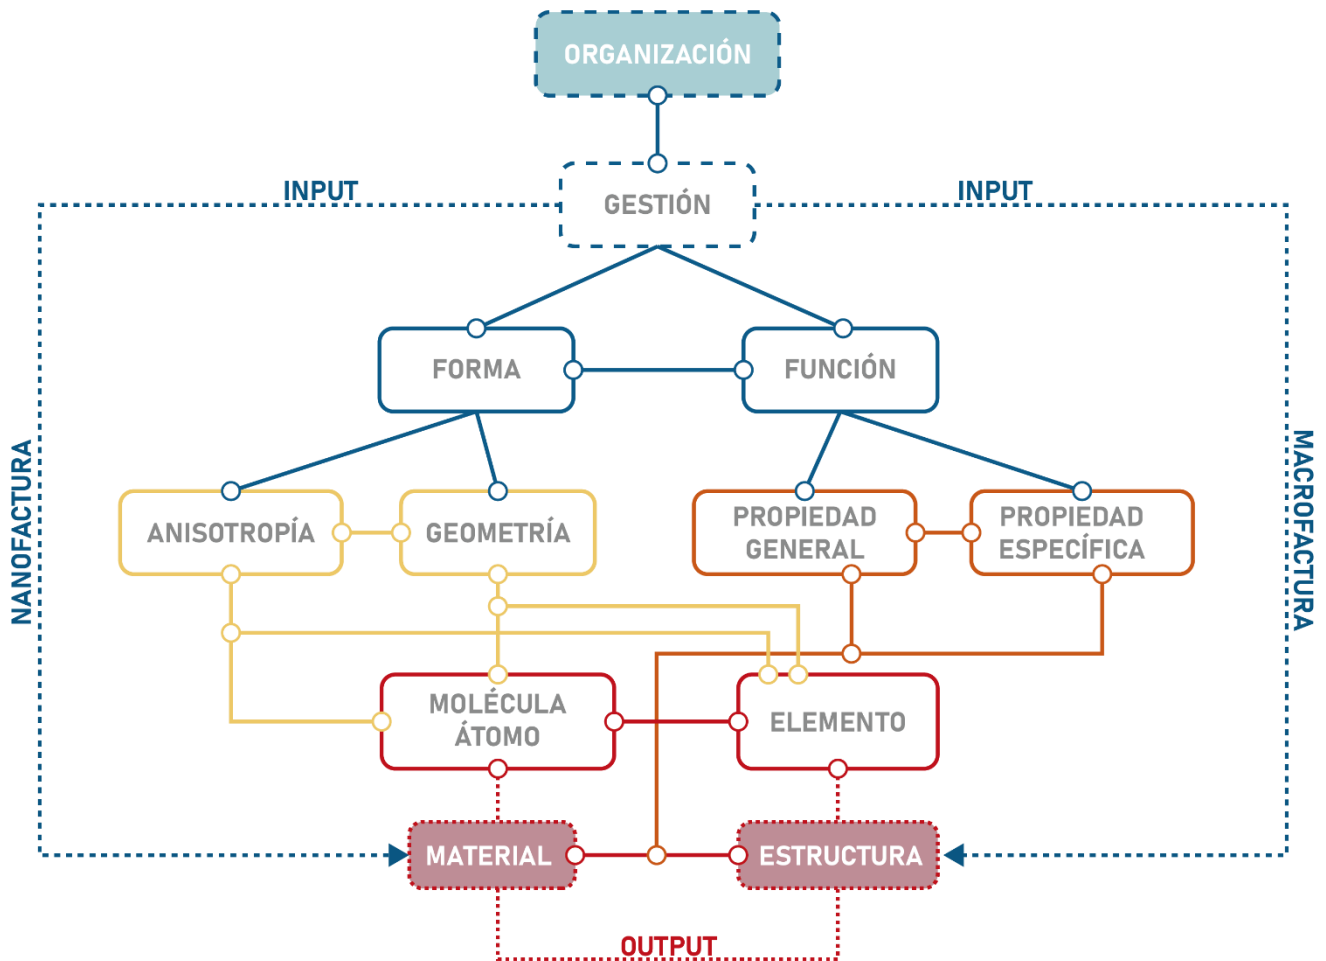 ORGANIZACIÓN
INPUT
INPUT
GESTIÓN
FORMA
FUNCIÓN
NANOFACTURA
MACROFACTURA
ANISOTROPÍA
GEOMETRÍA
PROPIEDAD
GENERAL
PROPIEDAD
ESPECÍFICA
MOLÉCULA
ÁTOMO
ELEMENTO
MATERIAL
ESTRUCTURA
OUTPUT